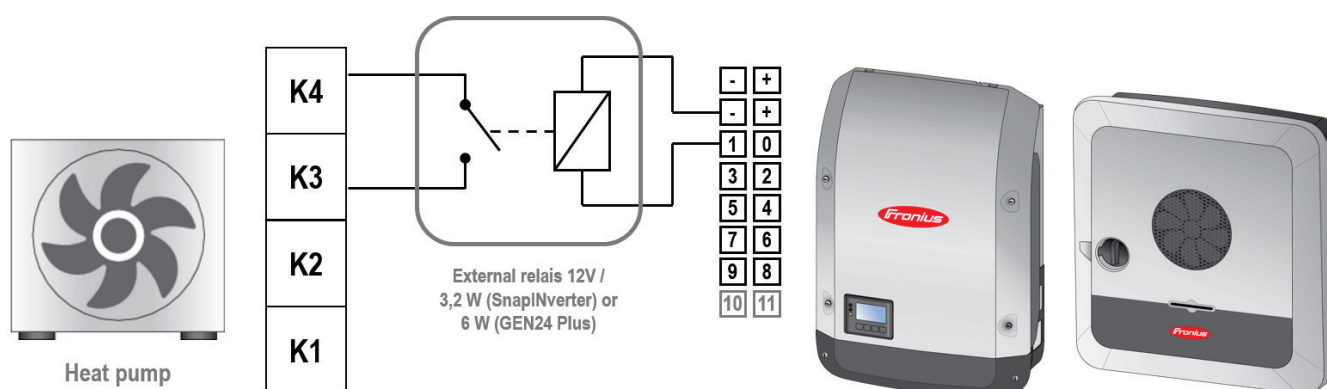 K4
K3
K2
K1
Heat pump
External relais 12V /
3,2 W (SnapINverter) or
6 W (GEN24 Plus)
- +
- +
1 0
3 2
5 4
7 6
9 8
10 11
Fronius
Fronius